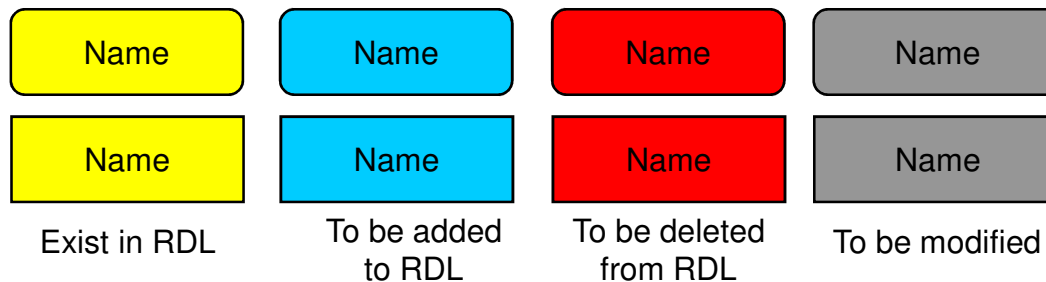 Name Name Name Name
Name Name Name Name
Exist in RDL To be added To be deleted To be modified
to RDL from RDL